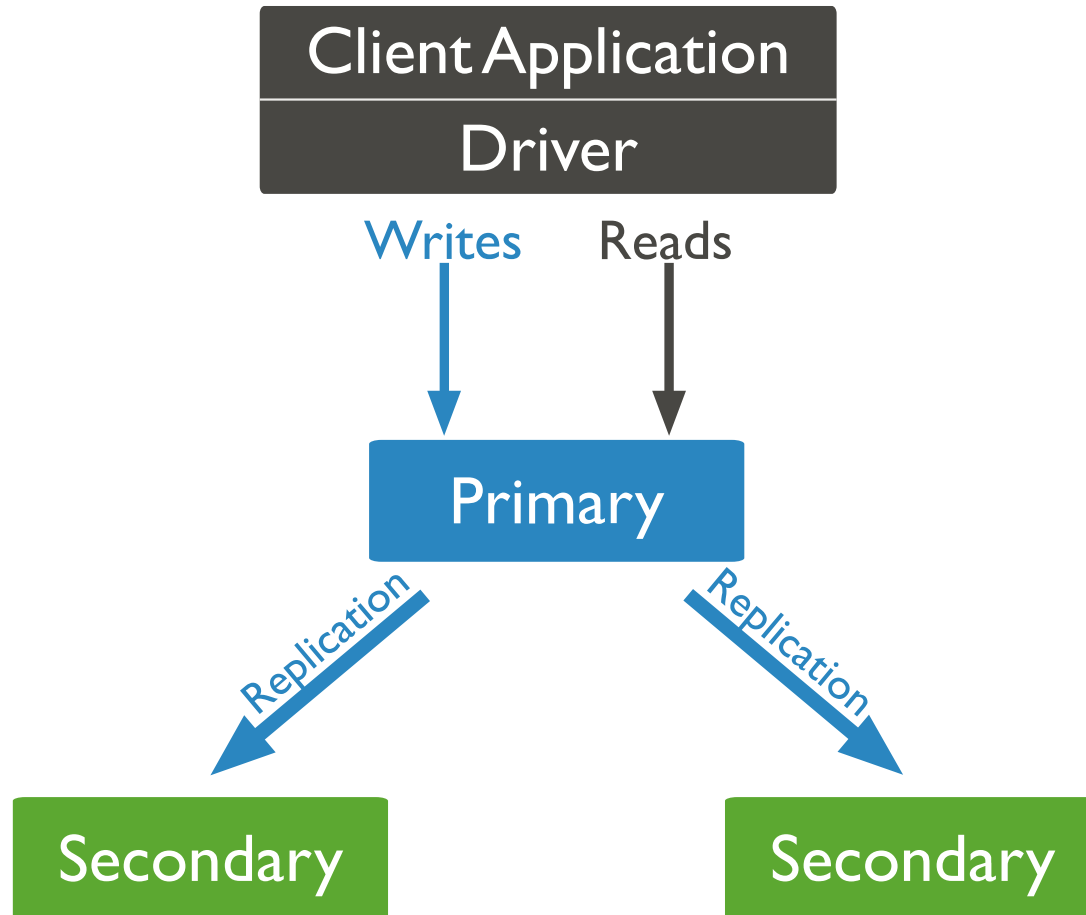 Client Application
Driver
Writes
Reads
Primary
Replication
Replication
Secondary
Secondary